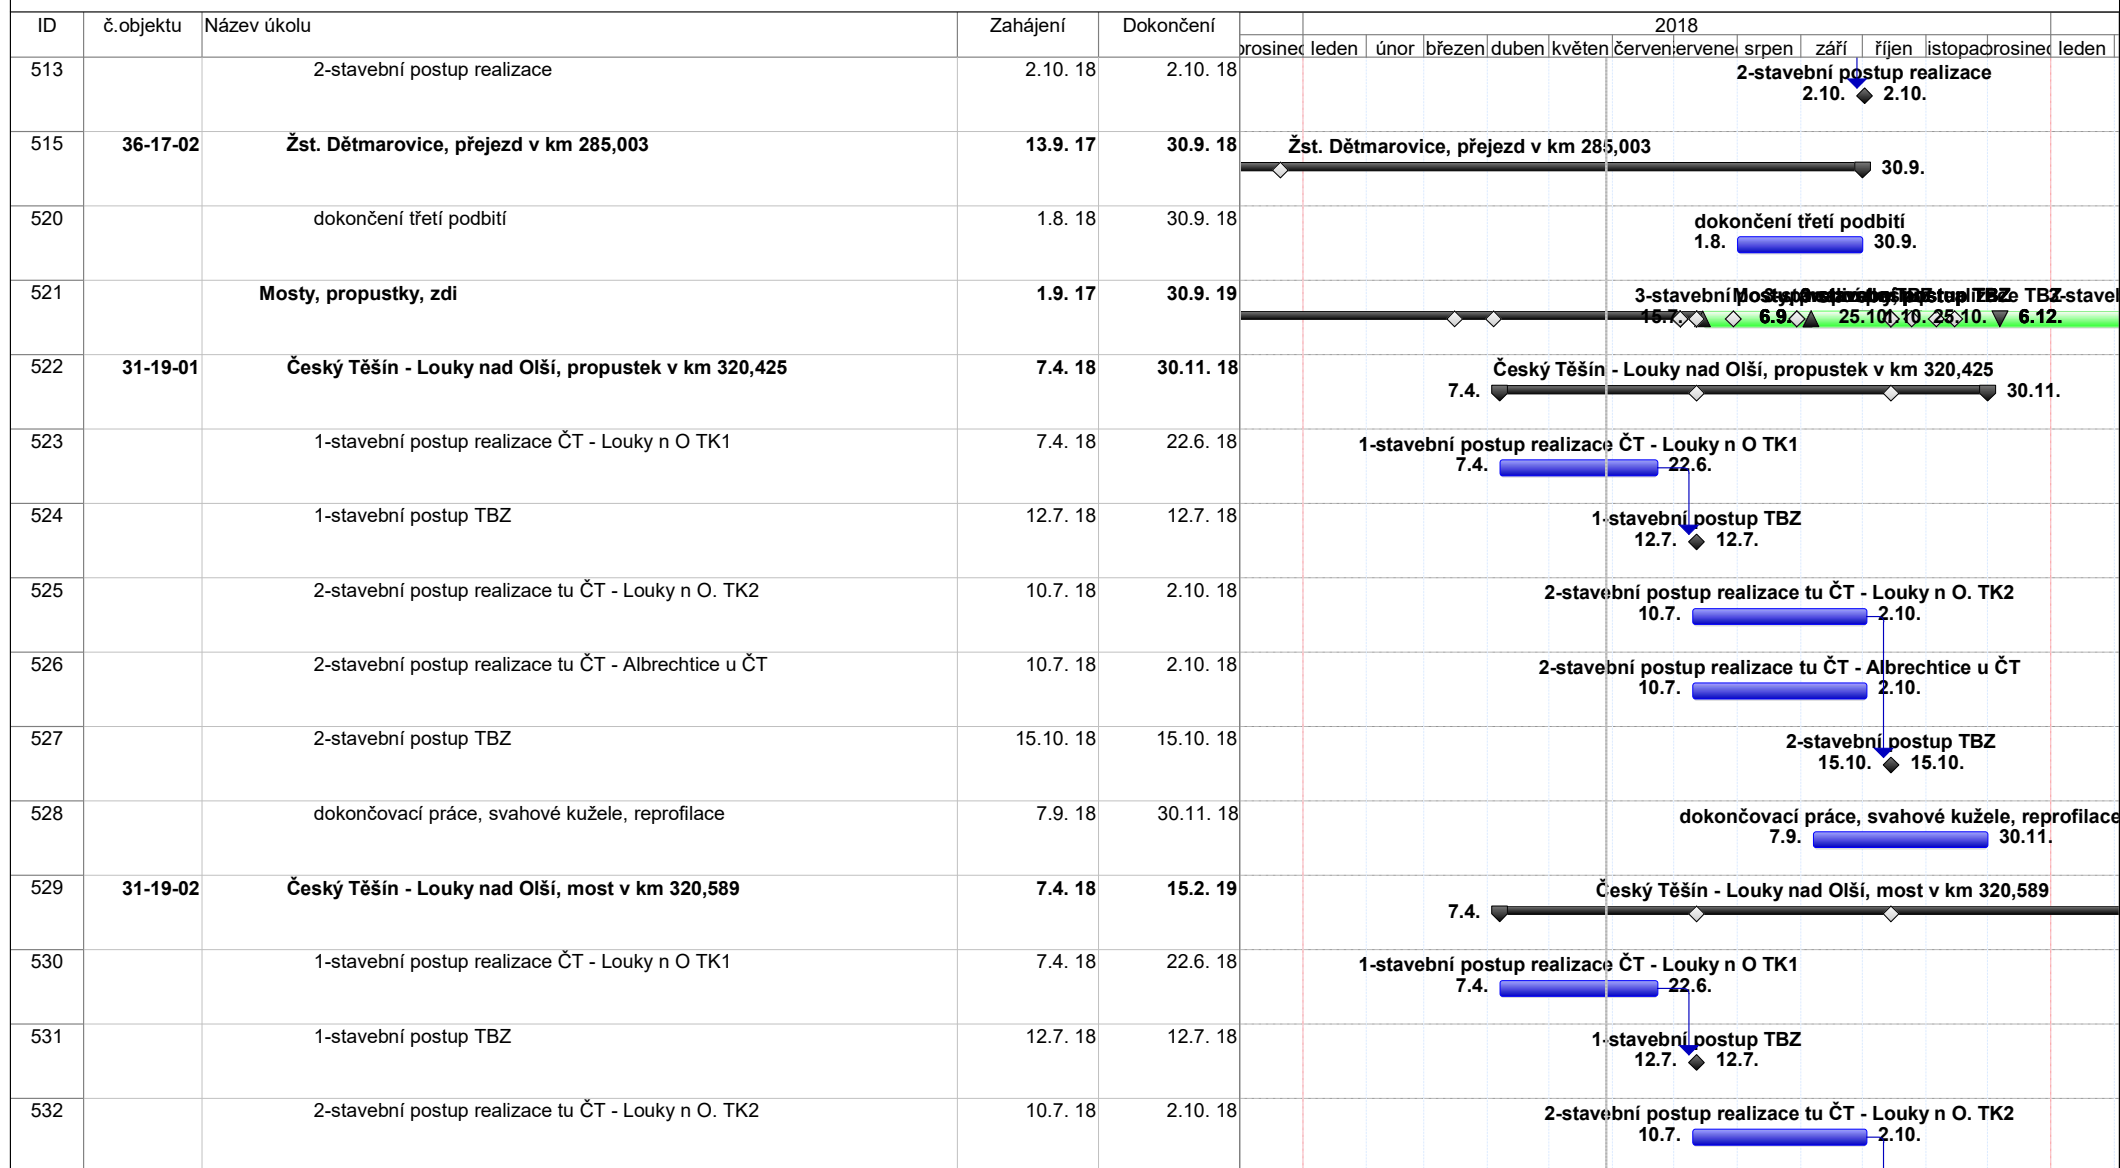 ID č.objektu Název úkolu Zahájení Dokončení 2018
leden únor březen duben květen červen srpen září říjen leden
513 2-stavební postup realizace 2.10. 18 2.10. 18
2-stavební postup realizace
2.10. 2.10.
515 36-17-02 Žst. Dětmarovice, přejezd v km 285,003 13.9. 17 30.9. 18
Žst. Dětmarovice, přejezd v km 285,003
30.9.
520 dokončení třetí podbití 1.8. 18 30.9. 18
dokončení třetí podbití
1.8. 30.9.
521 Mosty, propustky, zdi 1.9. 17 30.9. 19
3-stavební
15.7. 6.9. 25.10. 6.12.
522 31-19-01 Český Těšín - Louky nad Olší, propustek v km 320,425 7.4. 18 30.11. 18
Český Těšín - Louky nad Olší, propustek v km 320,425
7.4. 30.11.
523 1-stavební postup realizace ČT - Louky n O TK1 7.4. 18 22.6. 18
1-stavební postup realizace ČT - Louky n O TK1
7.4. 22.6.
524 1-stavební postup TBZ 12.7. 18 12.7. 18
1-stavební postup TBZ
12.7. 12.7.
525 2-stavební postup realizace tu ČT - Louky n O. TK2 10.7. 18 2.10. 18
2-stavební postup realizace tu ČT - Louky n O. TK2
10.7. 2.10.
526 2-stavební postup realizace tu ČT - Albrechtice u ČT 10.7. 18 2.10. 18
2-stavební postup realizace tu ČT - Albrechtice u ČT
10.7. 2.10.
527 2-stavební postup TBZ 15.10. 18 15.10. 18
2-stavební postup TBZ
15.10. 15.10.
528 dokončovací práce, svahové kužele, reprofilace 7.9. 18 30.11. 18
dokončovací práce, svahové kužele, reprofilace
7.9. 30.11.
529 31-19-02 Český Těšín - Louky nad Olší, most v km 320,589 7.4. 18 15.2. 19
Český Těšín - Louky nad Olší, most v km 320,589
7.4.
530 1-stavební postup realizace ČT - Louky n O TK1 7.4. 18 22.6. 18
1-stavební postup realizace ČT - Louky n O TK1
7.4. 22.6.
531 1-stavební postup TBZ 12.7. 18 12.7. 18
1-stavební postup TBZ
12.7. 12.7.
532 2-stavební postup realizace tu ČT - Louky n O. TK2 10.7. 18 2.10. 18
2-stavební postup realizace tu ČT - Louky n O. TK2
10.7. 2.10.